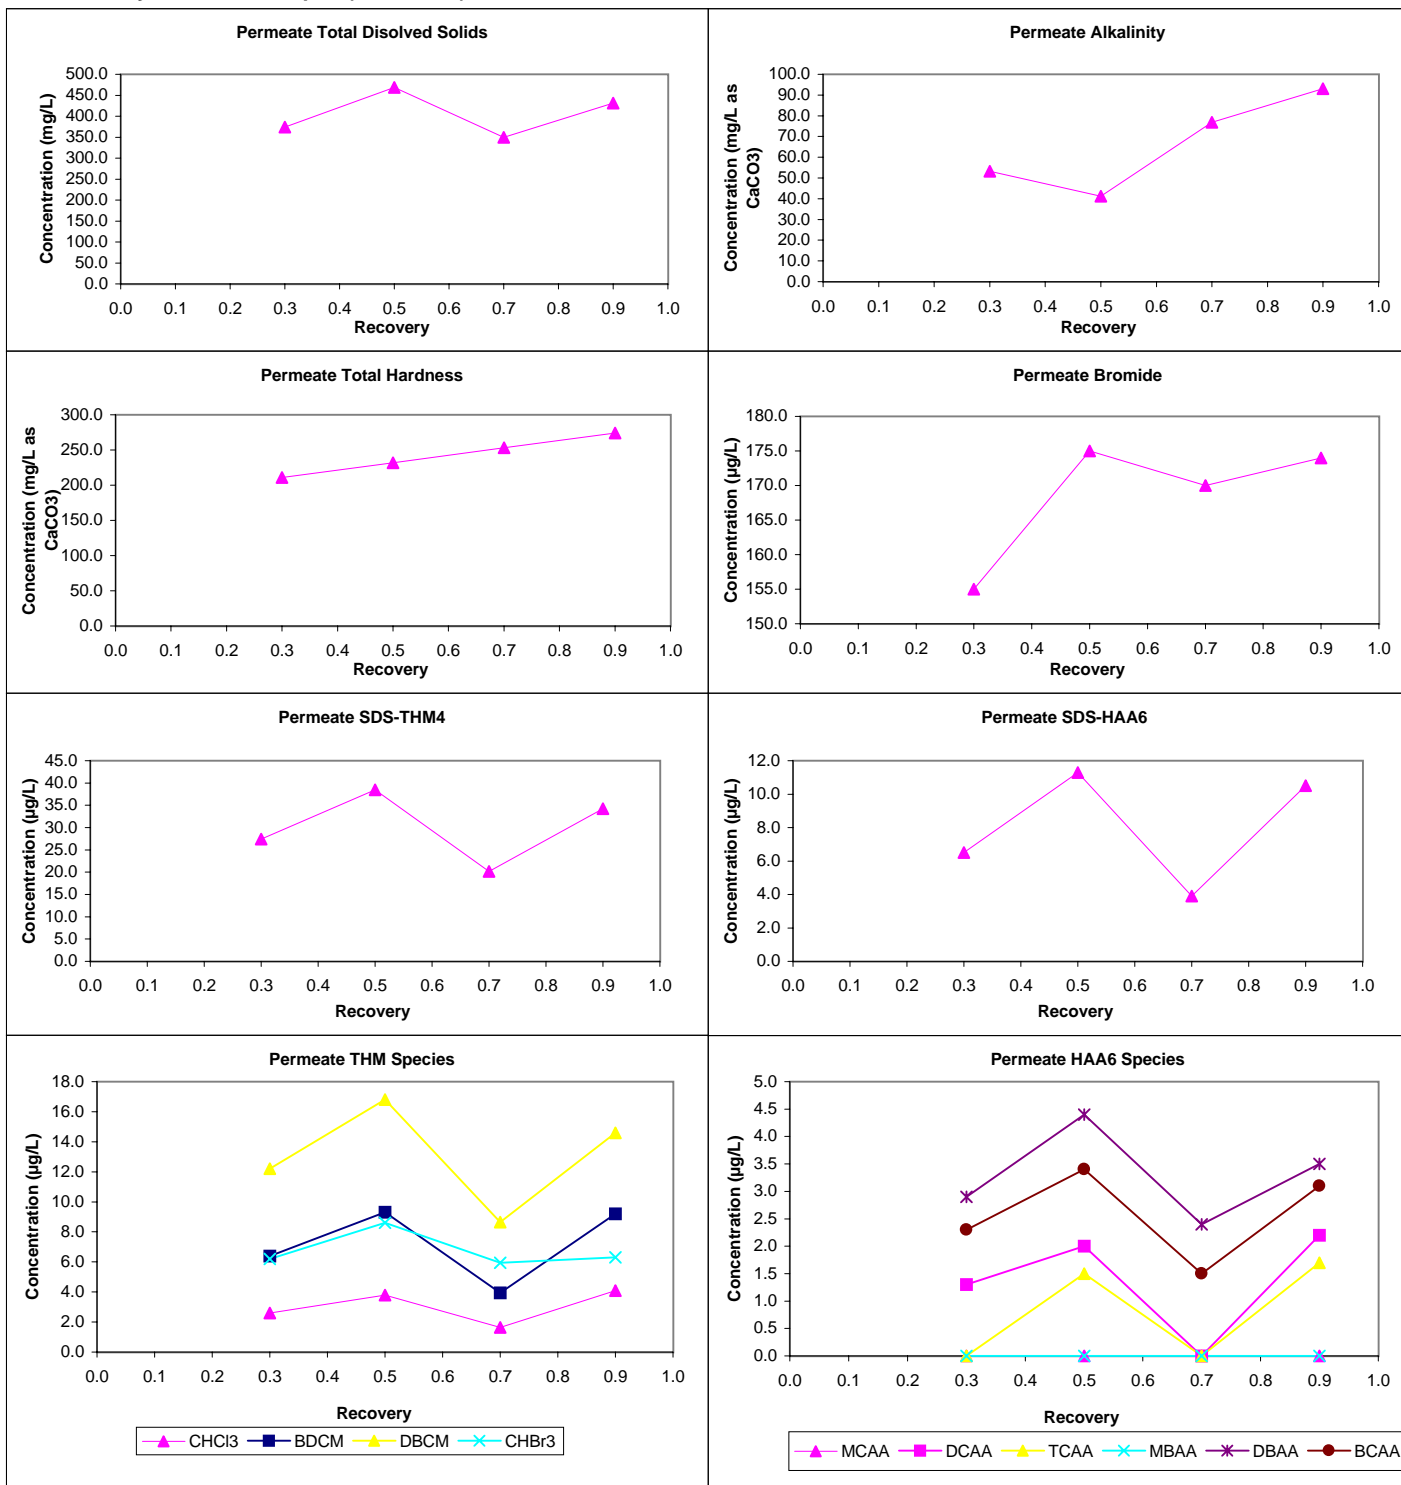 Permeate Total Disolved Solids
Concentration (mg/L)
500.0
450.0
400.0
350.0
300.0
250.0
200.0
150.0
100.0
50.0
0.0
0.0 0.1 0.2 0.3 0.4 0.5 0.6 0.7 0.8 0.9 1.0
Recovery
Permeate Alkalinity
Concentration (mg/L as
CaCO3)
100.0
90.0
80.0
70.0
60.0
50.0
40.0
30.0
20.0
10.0
0.0
0.0 0.1 0.2 0.3 0.4 0.5 0.6 0.7 0.8 0.9 1.0
Recovery
Permeate Total Hardness
Concentration (mg/L as
CaCO3)
300.0
250.0
200.0
150.0
100.0
50.0
0.0
0.0 0.1 0.2 0.3 0.4 0.5 0.6 0.7 0.8 0.9 1.0
Recovery
Permeate Bromide
Concentration (µg/L)
180.0
175.0
170.0
165.0
160.0
155.0
150.0
0.0 0.1 0.2 0.3 0.4 0.5 0.6 0.7 0.8 0.9 1.0
Recovery
Permeate SDS-THM4
Concentration (µg/L)
45.0
40.0
35.0
30.0
25.0
20.0
15.0
10.0
5.0
0.0
0.0 0.1 0.2 0.3 0.4 0.5 0.6 0.7 0.8 0.9 1.0
Recovery
Permeate SDS-HAA6
Concentration (µg/L)
12.0
10.0
8.0
6.0
4.0
2.0
0.0
0.0 0.1 0.2 0.3 0.4 0.5 0.6 0.7 0.8 0.9 1.0
Recovery
Permeate THM Species
Concentration (µg/L)
18.0
16.0
14.0
12.0
10.0
8.0
6.0
4.0
2.0
0.0
0.0 0.1 0.2 0.3 0.4 0.5 0.6 0.7 0.8 0.9 1.0
Recovery
CHCl3 BDCM DBCM CHBr3
Permeate HAA6 Species
Concentration (µg/L)
5.0
4.5
4.0
3.5
3.0
2.5
2.0
1.5
1.0
0.5
0.0
0.0 0.1 0.2 0.3 0.4 0.5 0.6 0.7 0.8 0.9 1.0
Recovery
MCAA DCAA TCAA MBAA DBAA BCAA